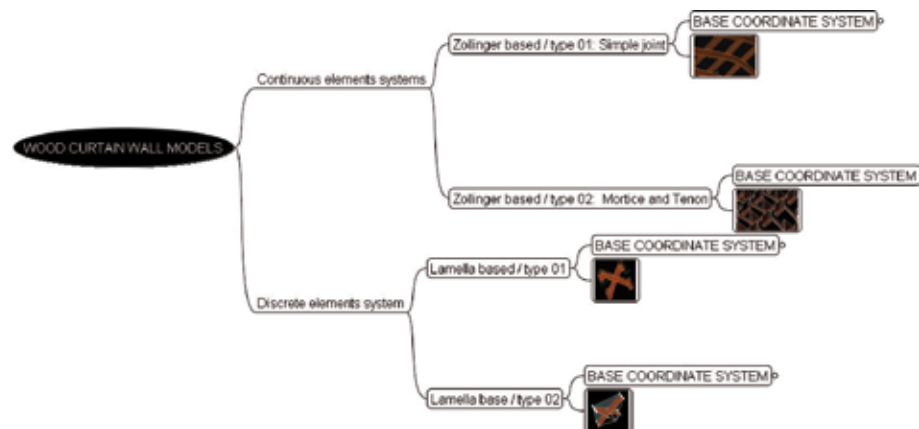 WOOD CURTAIN WALL MODELS
Continuous elements systems
Zollinger based / type 01: Simple joint
BASE COORDINATE SYSTEM
Zollinger based / type 02: Mortice and Tenon
BASE COORDINATE SYSTEM
Discrete elements system
Lamella based / type 01
BASE COORDINATE SYSTEM
Lamella base / type 02
BASE COORDINATE SYSTEM